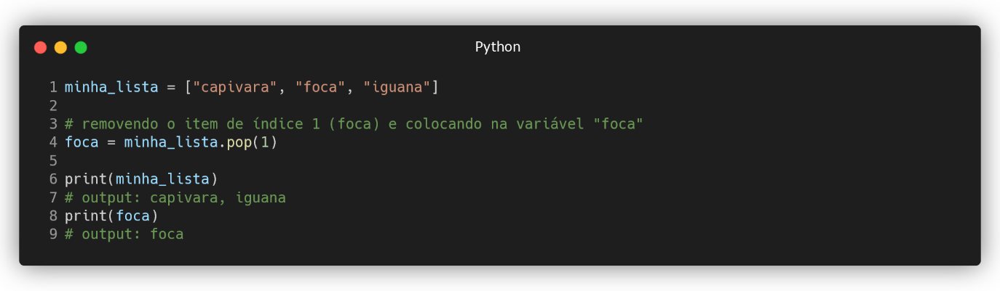 Python
1 minha_lista = ["capivara", "foca", "iguana"]
2
3 # removendo o item de índice 1 (foca) e colocando na variável "foca"
4 foca = minha_lista.pop(1)
5
6 print(minha_lista)
7 # output: capivara, iguana
8 print(foca)
9 # output: foca